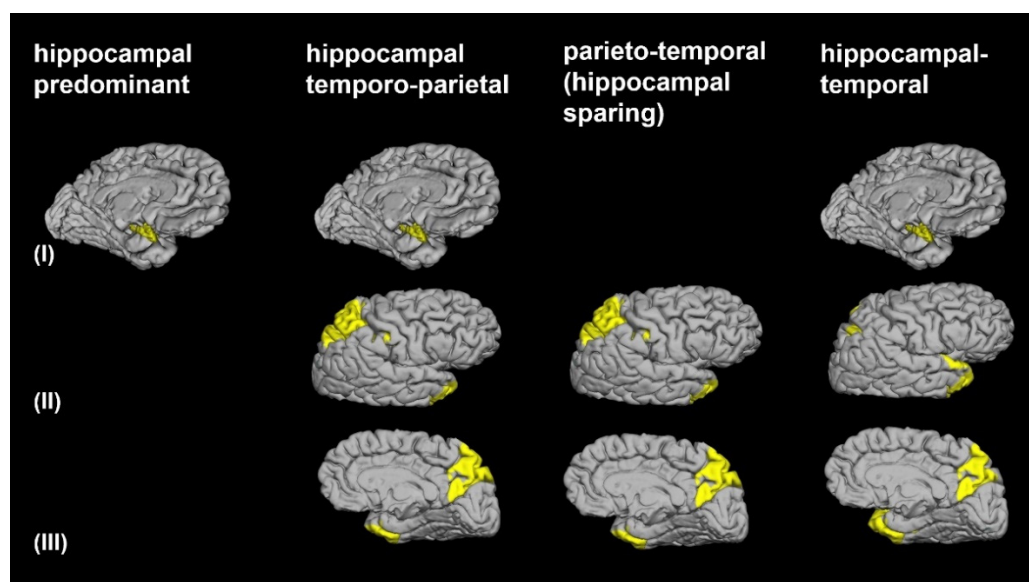 hippocampal
predominant
hippocampal
temporo-parietal
parieto-temporal
(hippocampal
sparing)
hippocampal-
temporal
(I)
(II)
(III)